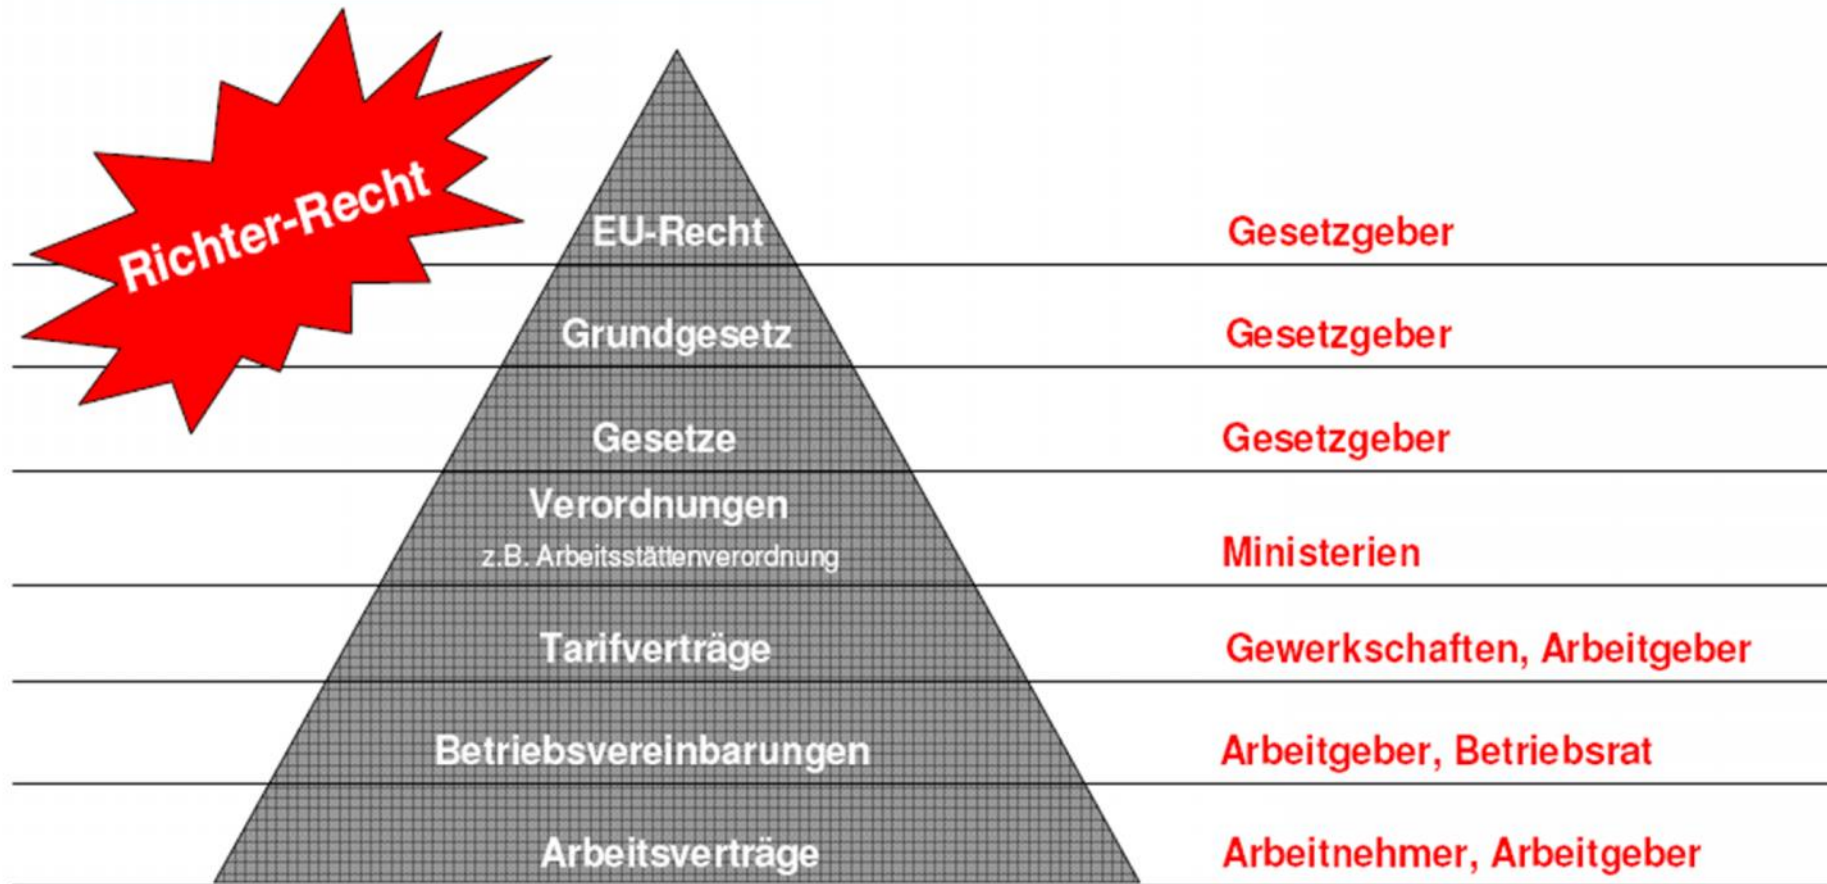 Richter-Recht
EU-Recht Gesetzgeber
Grundgesetz Gesetzgeber
Gesetze Gesetzgeber
Verordnungen
z.B. Arbeitsstättenverordnung Ministerien
Tarifverträge Gewerkschaften, Arbeitgeber
Betriebsvereinbarungen Arbeitgeber, Betriebsrat
Arbeitsverträge Arbeitnehmer, Arbeitgeber